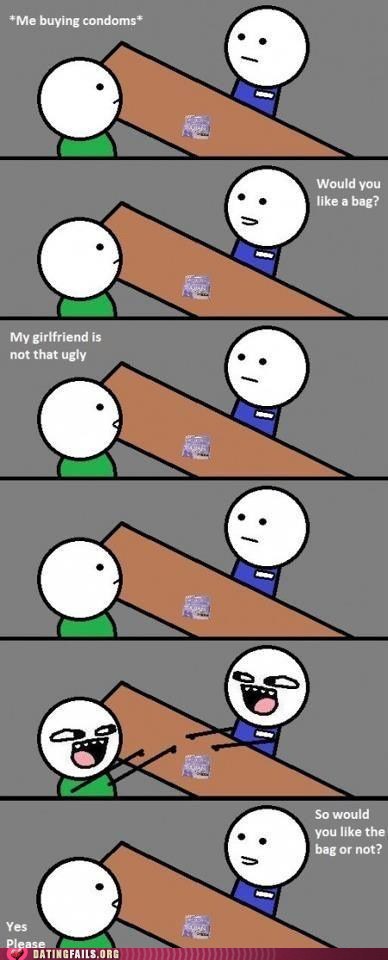 *Me buying condoms*
Would you
like a bag?
My girlfriend is
not that ugly
So would
you like the
bag or not?
Yes
Please
DATINGFAILS.ORG